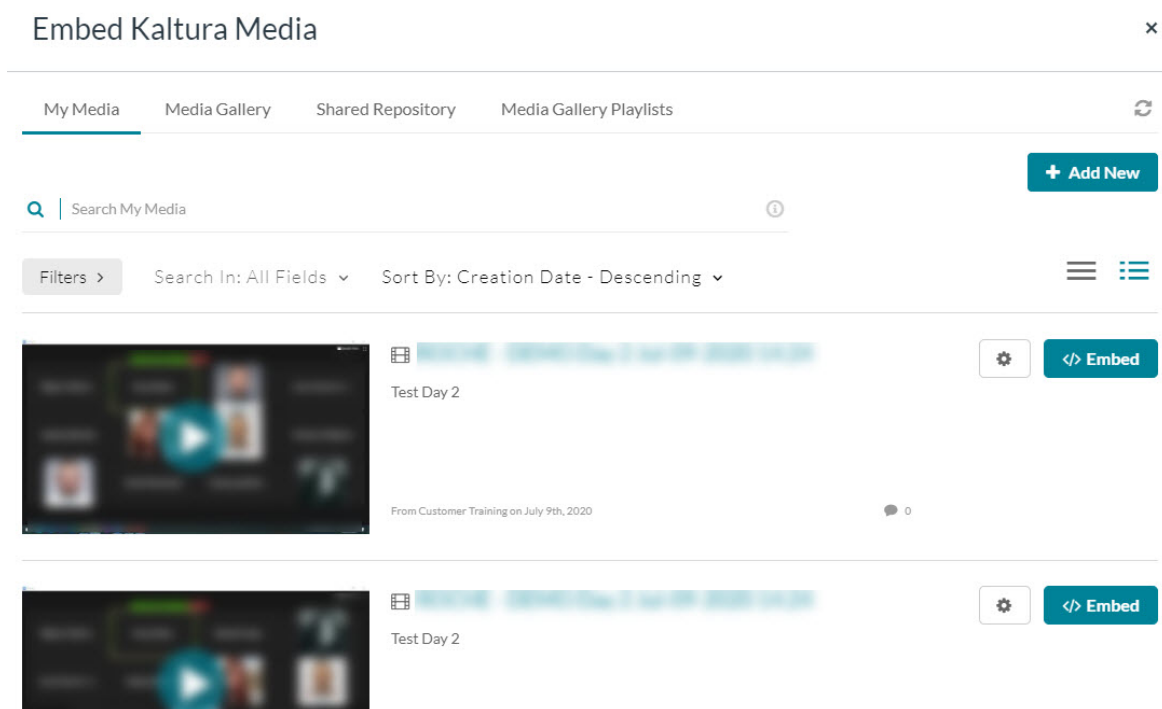 Embed Kaltura Media ×
My Media Media Gallery Shared Repository Media Gallery Playlists
+ Add New
Search My Media
Filters > Search In: All Fields Sort By: Creation Date - Descending
</> Embed
Test Day 2
From Customer Training on July 9th, 2020 0
</> Embed
Test Day 2